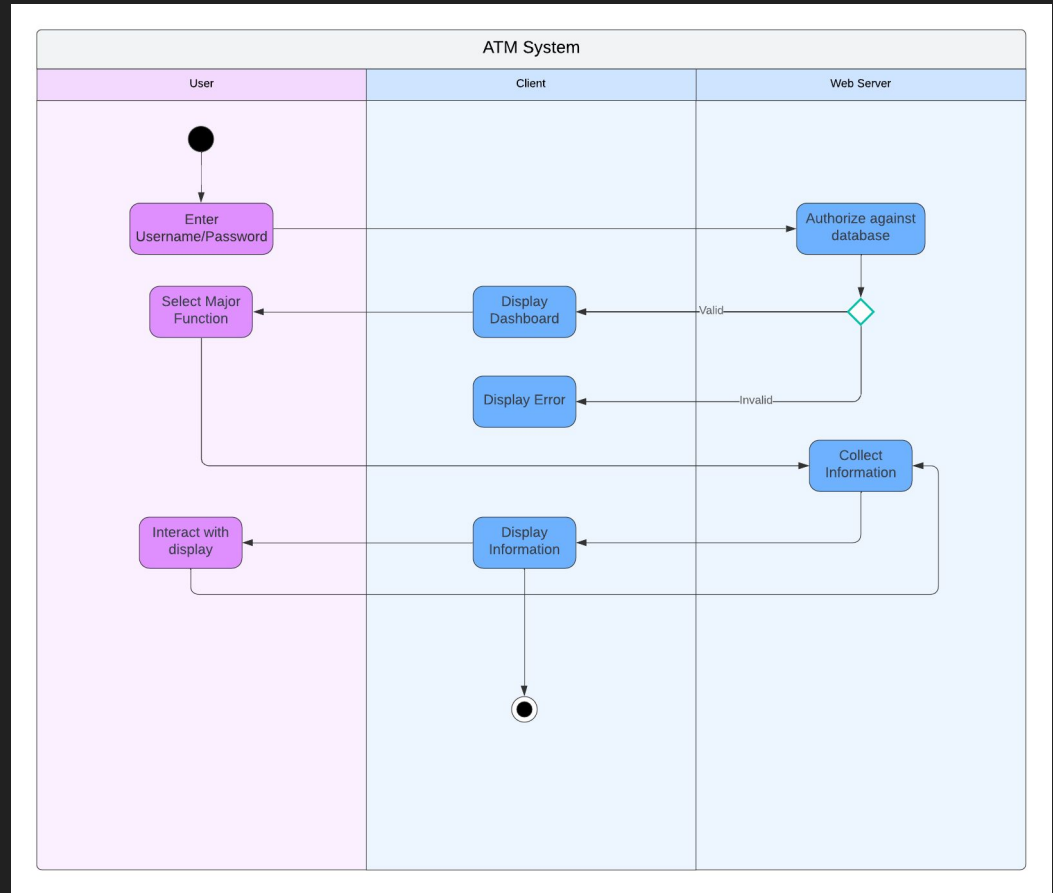 ATM System
User
Client
Web Server
Enter
Username/Password
Authorize against
database
Select Major
Function
Display
Dashboard
Valid
Display Error
Invalid
Collect
Information
Interact with
display
Display
Information